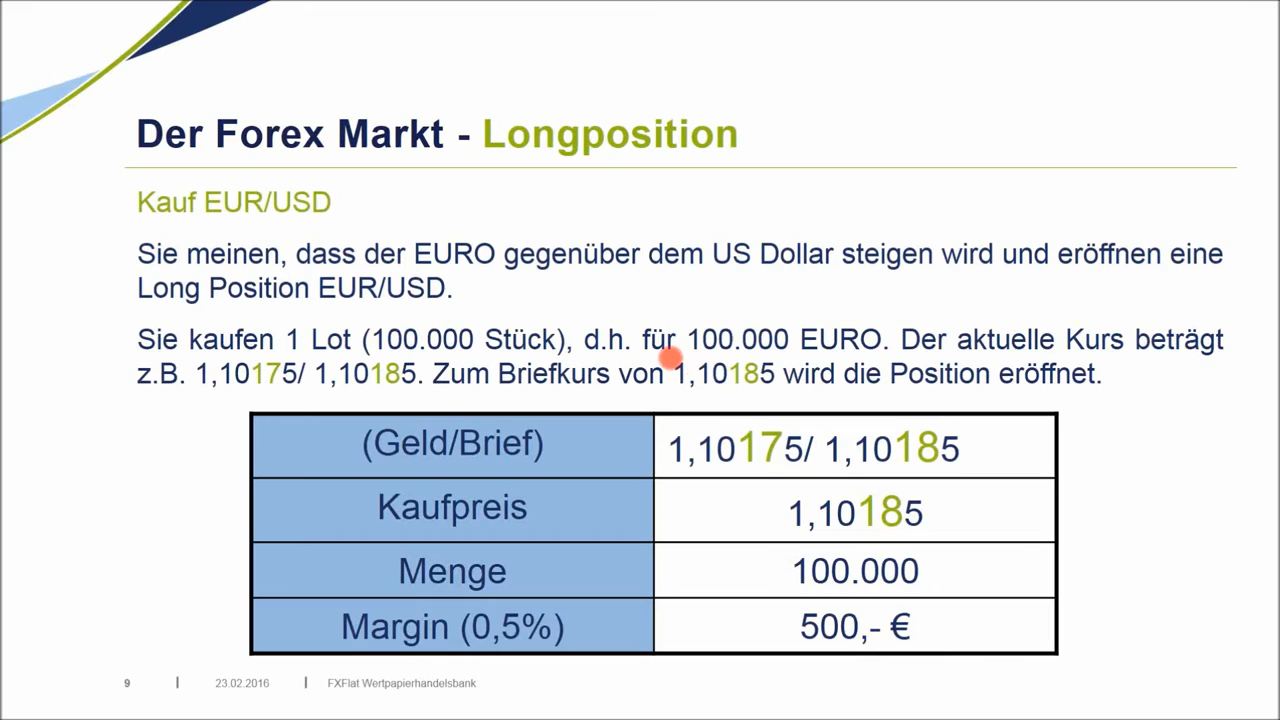 Der Forex Markt - Longposition
Kauf EUR/USD
Sie meinen, dass der EURO gegenüber dem US Dollar steigen wird und eröffnen eine
Long Position EUR/USD.
Sie kaufen 1 Lot (100.000 Stück), d.h. für 100.000 EURO. Der aktuelle Kurs beträgt
z.B. 1,10175/ 1,10185. Zum Briefkurs von 1,10185 wird die Position eröffnet.
(Geld/Brief) 1,10175/ 1,10185
Kaufpreis 1,10185
Menge 100.000
Margin (0,5%) 500,- €
9 | 23.02.2016 | FXFlat Wertpapierhandelsbank